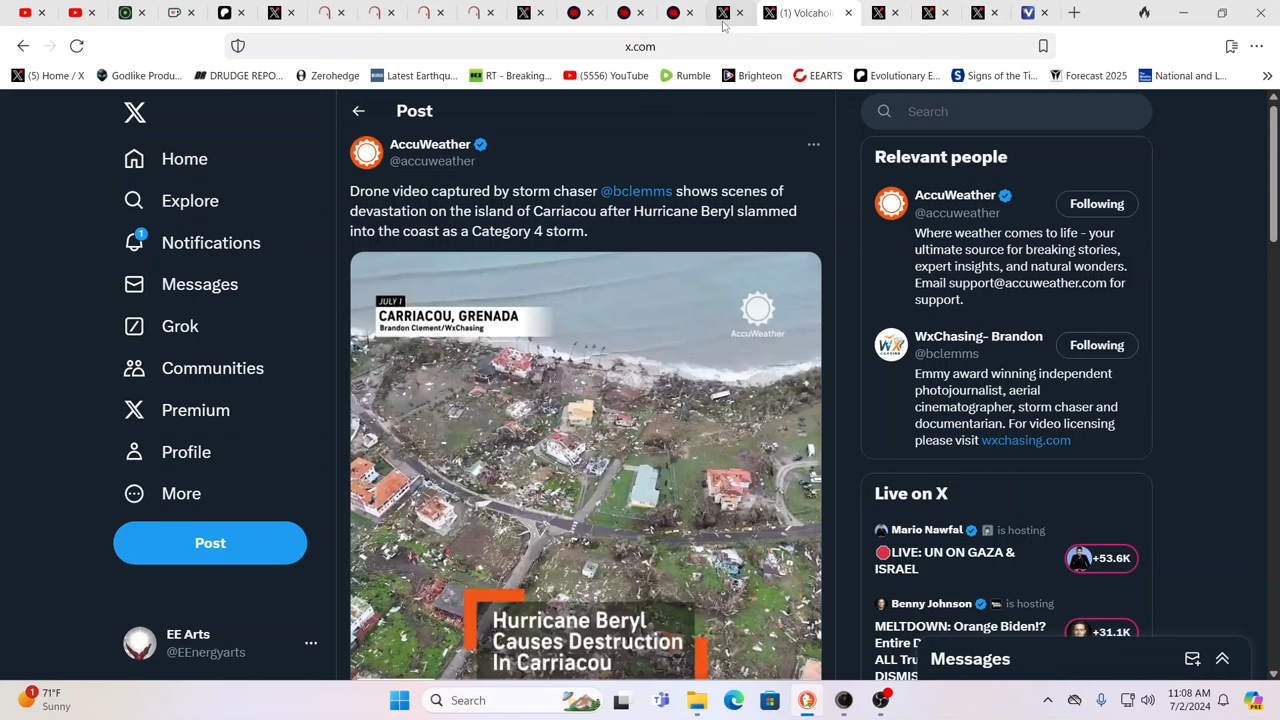 (1) Volcaho
x.com
(5) Home / X
Godlike Produ...
DRUDGE REPO...
Zerohedge
Latest Earthqu...
RT - Breaking...
(5556) YouTube
Rumble
Brighteon
EEARTS
Evolutionary E...
Signs of the Ti...
Forecast 2025
National and L...
Post
Search
AccuWeather
@accuweather
Relevant people
Home
Drone video captured by storm chaser @bclemms shows scenes of
devastation on the island of Carriacou after Hurricane Beryl slammed
into the coast as a Category 4 storm.
AccuWeather
@accuweather
Following
Where weather comes to life - your
ultimate source for breaking stories,
expert insights, and natural wonders.
Email support@accuweather.com for
support.
Explore
1
Notifications
Messages
Grok
Communities
Premium
Profile
More
Post
JULY 1
CARRIACOU, GRENADA
Brandon Clement/WxChasing
AccuWeather
WxChasing- Brandon
@bclemms
Following
Emmy award winning independent
photojournalist, aerial
cinematographer, storm chaser and
documentarian. For video licensing
please visit wxchasing.com
Live on X
Mario Nawfal is hosting
LIVE: UN ON GAZA &
ISRAEL
+53.6K
Benny Johnson is hosting
MELTDOWN: Orange Biden!?
Entire D
ALL Tru
DISMIS
+31.1K
Hurricane Beryl
Causes Destruction
In Carriacou
EE Arts
@EEnergyarts
Messages
1
71°F
Sunny
Search
11:08 AM
7/2/2024
PRE